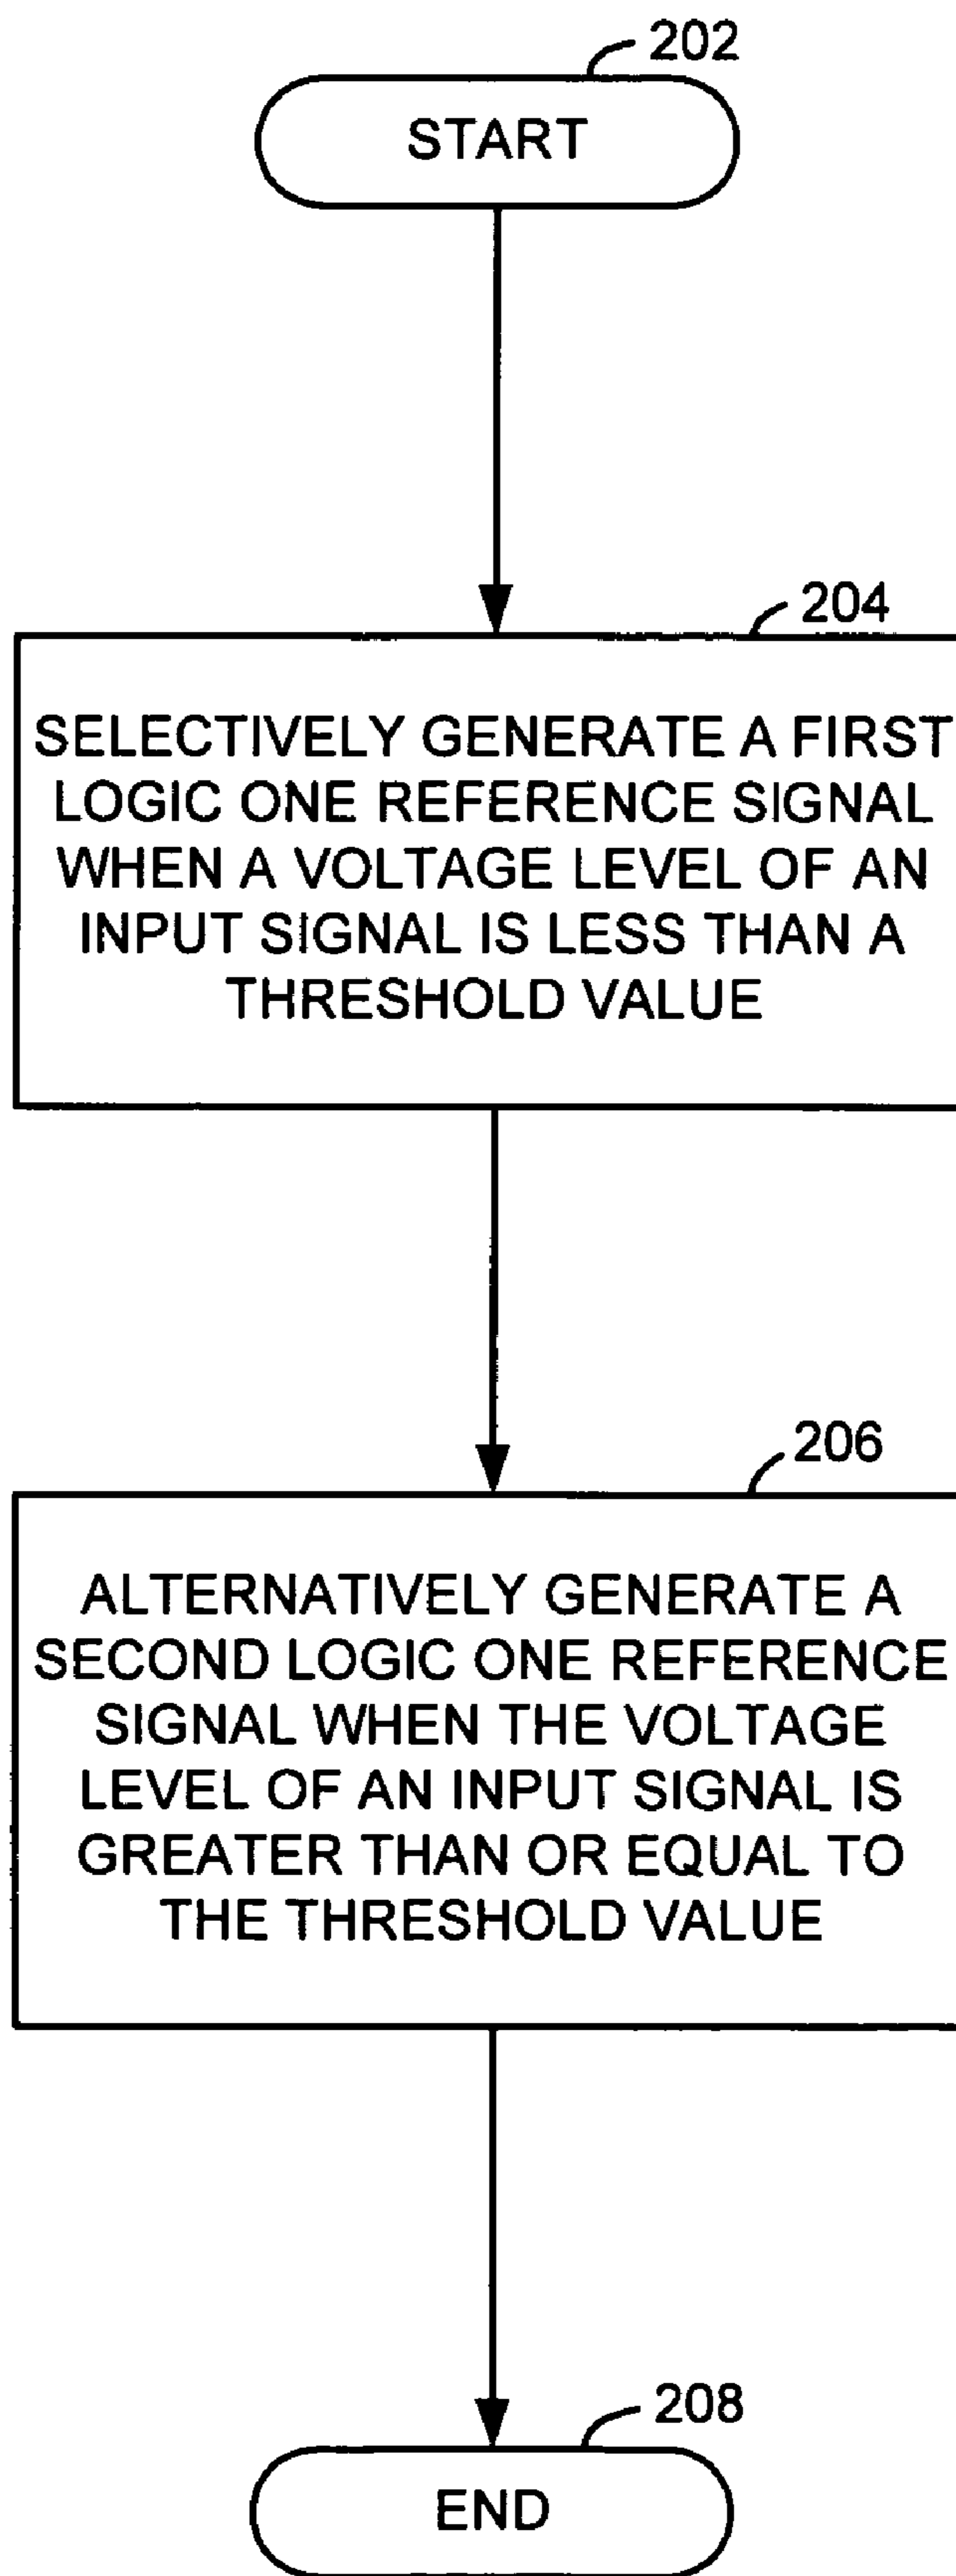 202
START
204
SELECTIVELY GENERATE A FIRST
LOGIC ONE REFERENCE SIGNAL
WHEN A VOLTAGE LEVEL OF AN
INPUT SIGNAL IS LESS THAN A
THRESHOLD VALUE
206
ALTERNATIVELY GENERATE A
SECOND LOGIC ONE REFERENCE
SIGNAL WHEN THE VOLTAGE
LEVEL OF AN INPUT SIGNAL IS
GREATER THAN OR EQUAL TO
THE THRESHOLD VALUE
208
END